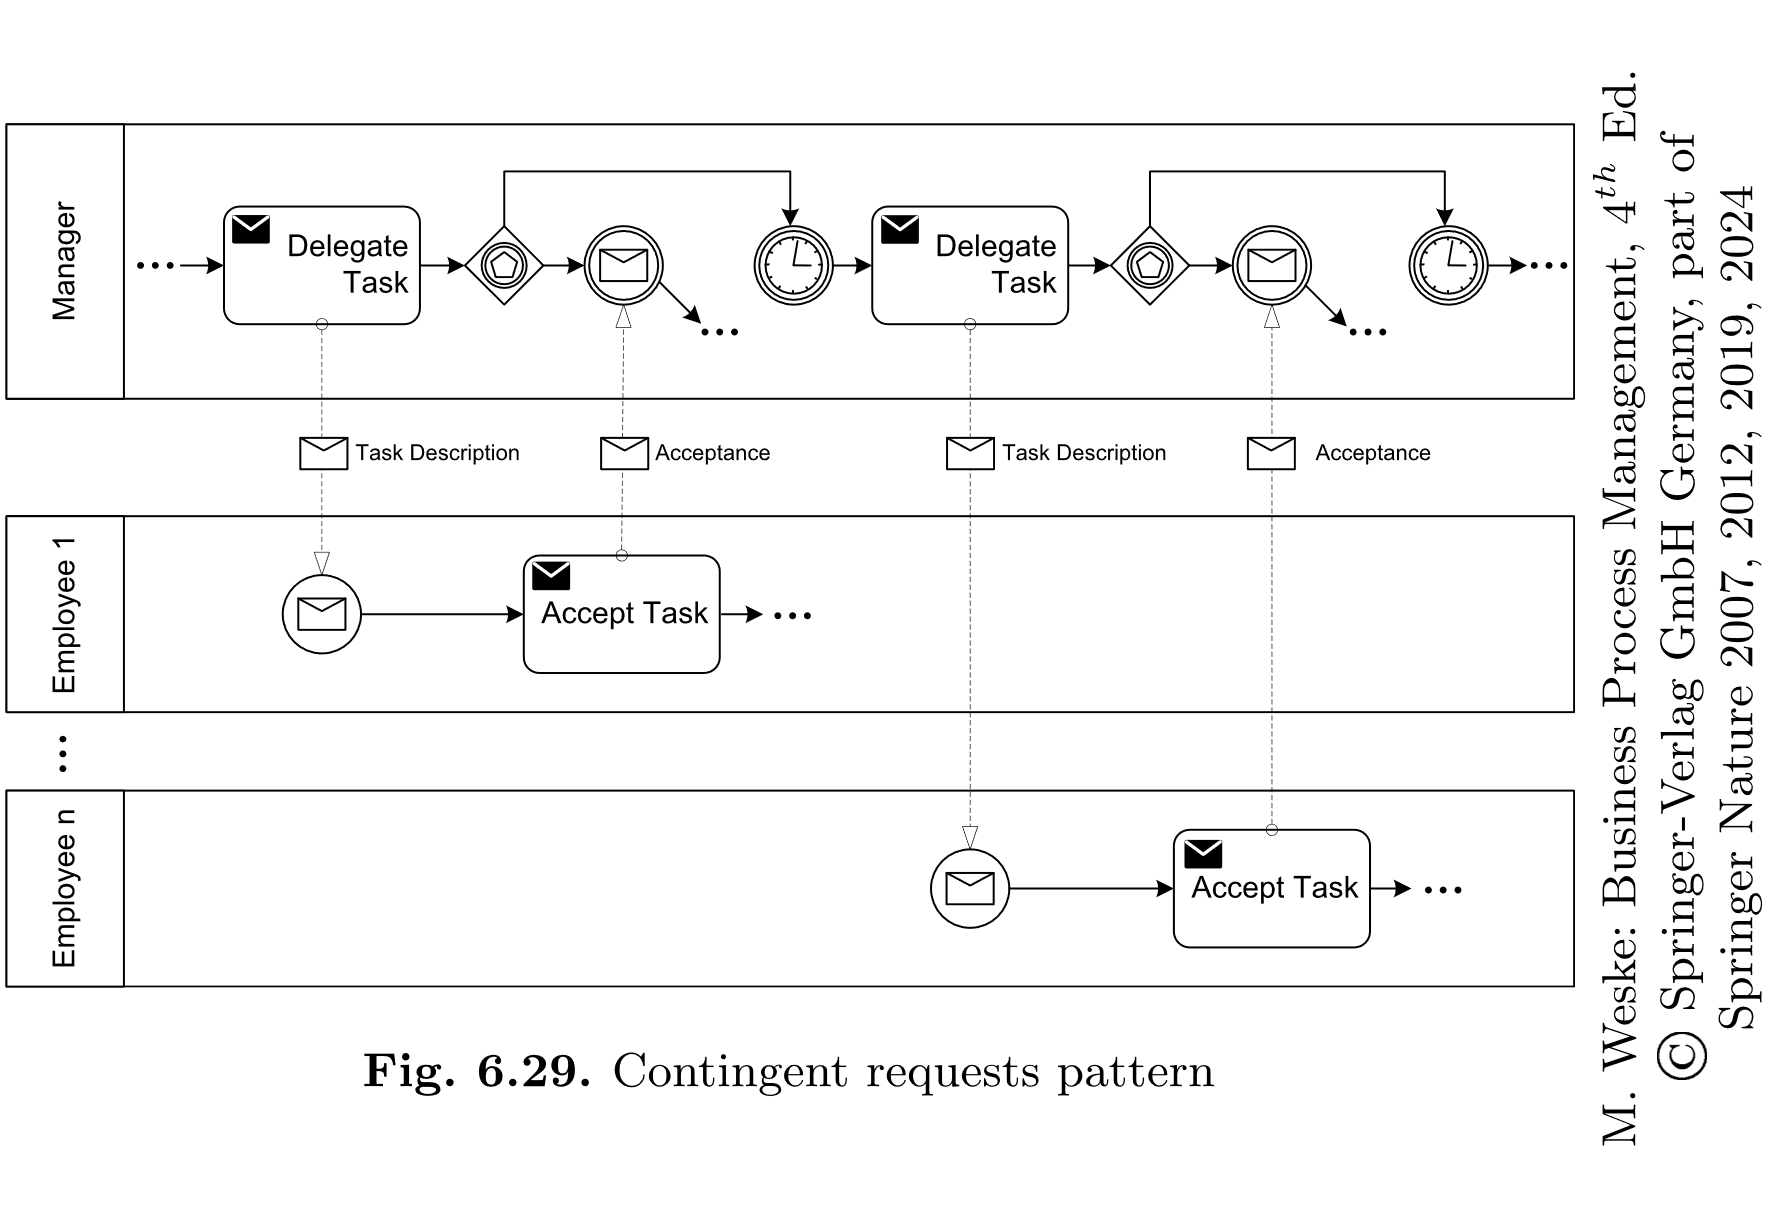 Manager
Delegate
Task
Delegate
Task
Task Description
Acceptance
Task Description
Acceptance
Employee 1
Accept Task
Employee n
Accept Task
Fig. 6.29. Contingent requests pattern
M. Weske: Business Process Management, 4th Ed.
© Springer-Verlag GmbH Germany, part of
Springer Nature 2007, 2012, 2019, 2024